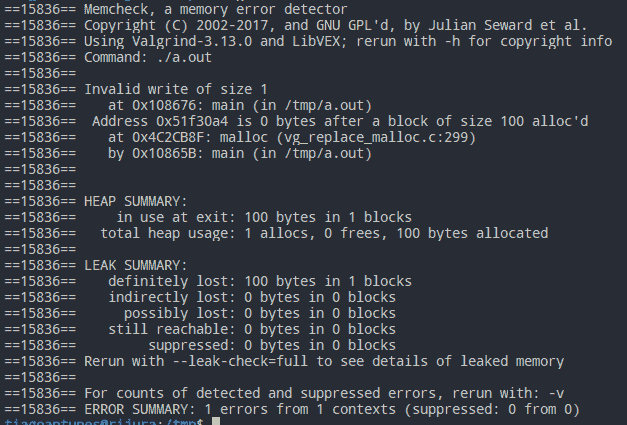 ==15836== Memcheck, a memory error detector
==15836== Copyright (C) 2002-2017, and GNU GPL'd, by Julian Seward et al.
==15836== Using Valgrind-3.13.0 and LibVEX; rerun with -h for copyright info
==15836== Command: ./a.out
==15836==
==15836== Invalid write of size 1
==15836==    at 0x108676: main (in /tmp/a.out)
==15836==  Address 0x51f30a4 is 0 bytes after a block of size 100 alloc'd
==15836==    at 0x4C2CB8F: malloc (vg_replace_malloc.c:299)
==15836==    by 0x10865B: main (in /tmp/a.out)
==15836==
==15836==
==15836== HEAP SUMMARY:
==15836==     in use at exit: 100 bytes in 1 blocks
==15836==   total heap usage: 1 allocs, 0 frees, 100 bytes allocated
==15836==
==15836== LEAK SUMMARY:
==15836==    definitely lost: 100 bytes in 1 blocks
==15836==    indirectly lost: 0 bytes in 0 blocks
==15836==      possibly lost: 0 bytes in 0 blocks
==15836==    still reachable: 0 bytes in 0 blocks
==15836==         suppressed: 0 bytes in 0 blocks
==15836== Rerun with --leak-check=full to see details of leaked memory
==15836==
==15836== For counts of detected and suppressed errors, rerun with: -v
==15836== ERROR SUMMARY: 1 errors from 1 contexts (suppressed: 0 from 0)